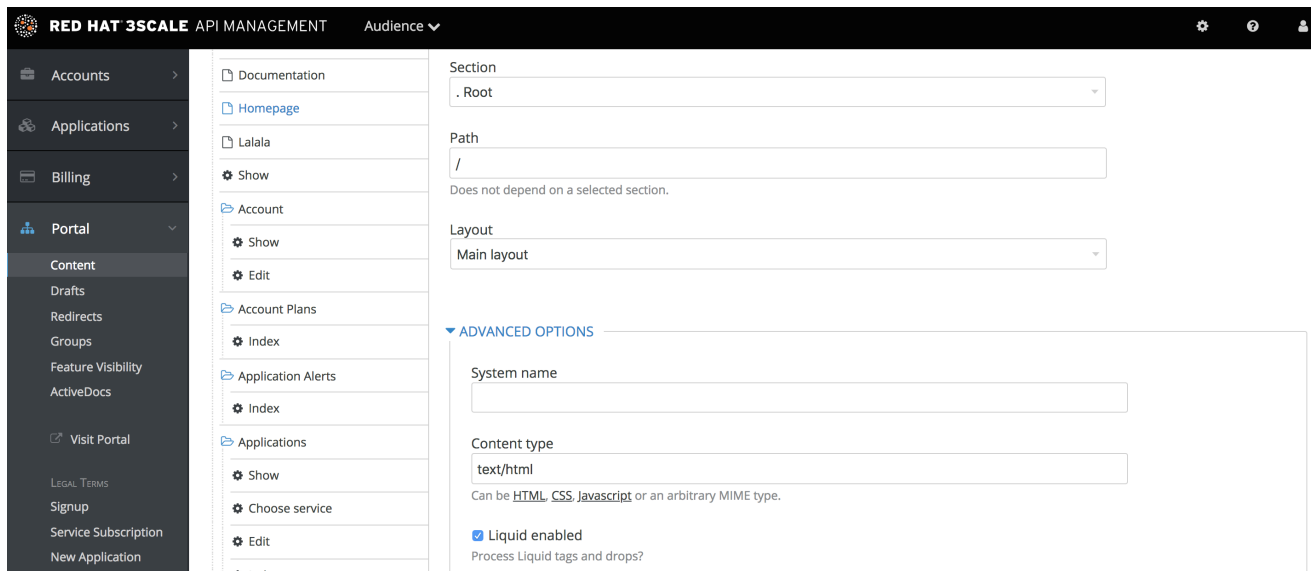 RED HAT 3SCALE API MANAGEMENT
Audience
Accounts
Applications
Billing
Portal
Content
Drafts
Redirects
Groups
Feature Visibility
ActiveDocs
Visit Portal
LEGAL TERMS
Signup
Service Subscription
New Application
Documentation
Homepage
Lalala
Show
Account
Show
Edit
Account Plans
Index
Application Alerts
Index
Applications
Show
Choose service
Edit
Section
. Root
Path
/
Does not depend on a selected section.
Layout
Main layout
ADVANCED OPTIONS
System name
Content type
text/html
Can be HTML, CSS, Javascript or an arbitrary MIME type.
Liquid enabled
Process Liquid tags and drops?